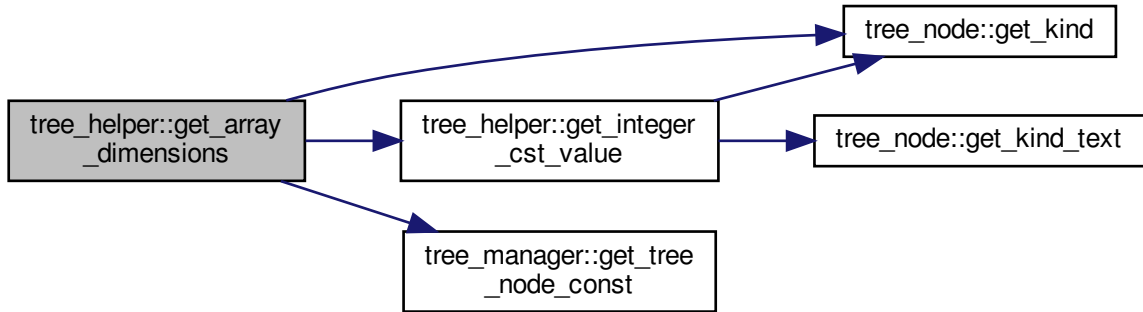 tree_helper::get_array
_dimensions
tree_helper::get_integer
_cst_value
tree_manager::get_tree
_node_const
tree_node::get_kind
tree_node::get_kind_text